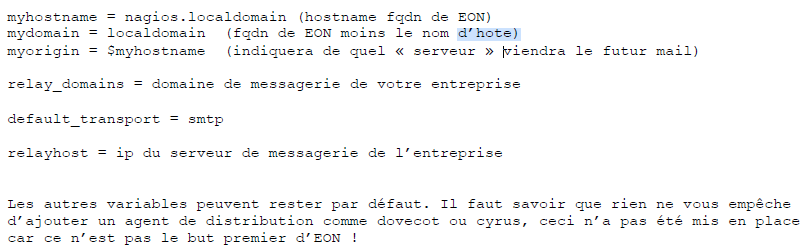 myhostname = nagios.localdomain (hostname fqdn de EON)
mydomain = localdomain (fqdn de EON moins le nom d’hote)
myorigin = $myhostname (indiquera de quel « serveur » viendra le futur mail)
relay_domains = domaine de messagerie de votre entreprise
default_transport = smtp
relayhost = ip du serveur de messagerie de l’entreprise
Les autres variables peuvent rester par défaut. Il faut savoir que rien ne vous empêche
d’ajouter un agent de distribution comme dovecot ou cyrus, ceci n’a pas été mis en place
car ce n’est pas le but premier d’EON !